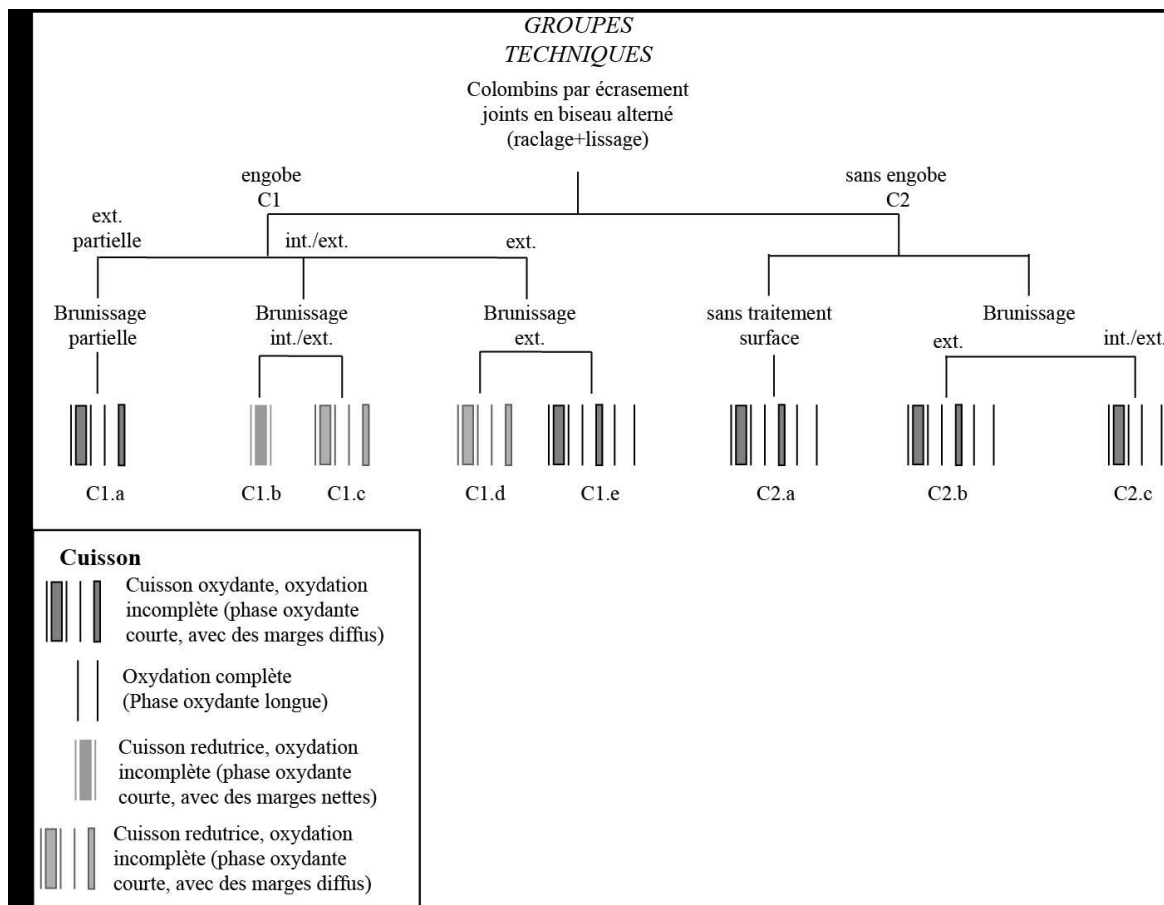 GROUPES
TECHNIQUES
Colombins par écrasement
joints en biseau alterné
(raclage+lissage)
engobe
C1
sans engobe
C2
ext.
partielle
int./ext.
ext.
Brunissage
partielle
Brunissage
int./ext.
Brunissage
ext.
sans traitement
surface
Brunissage
ext.
int./ext.
C1.a
C1.b
C1.c
C1.d
C1.e
C2.a
C2.b
C2.c
Cuisson
Cuisson oxydante, oxydation
incomplète (phase oxydante
courte, avec des marges diffus)
Oxydation complète
(Phase oxydante longue)
Cuisson redutrice, oxydation
incomplète (phase oxydante
courte, avec des marges nettes)
Cuisson redutrice, oxydation
incomplète (phase oxydante
courte, avec des marges diffus)